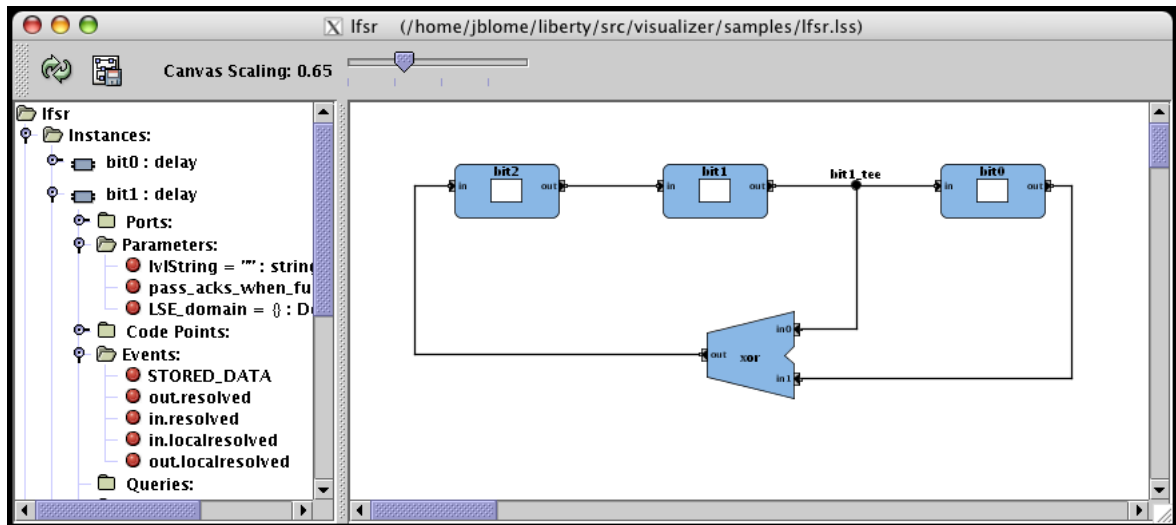 lfsr (/home/jblome/liberty/src/visualizer/samples/lfsr.lss)
Canvas Scaling: 0.65
lfsr
Instances:
bit0 : delay
bit1 : delay
Ports:
Parameters:
lvlString = "" : string
pass_acks_when_fu
LSE_domain = {} : D
Code Points:
Events:
STORED_DATA
out.resolved
in.resolved
in.localresolved
out.localresolved
Queries:
bit2
in out
bit1
in out
bit1_tee
bit0
in out
in0
out xor
in1